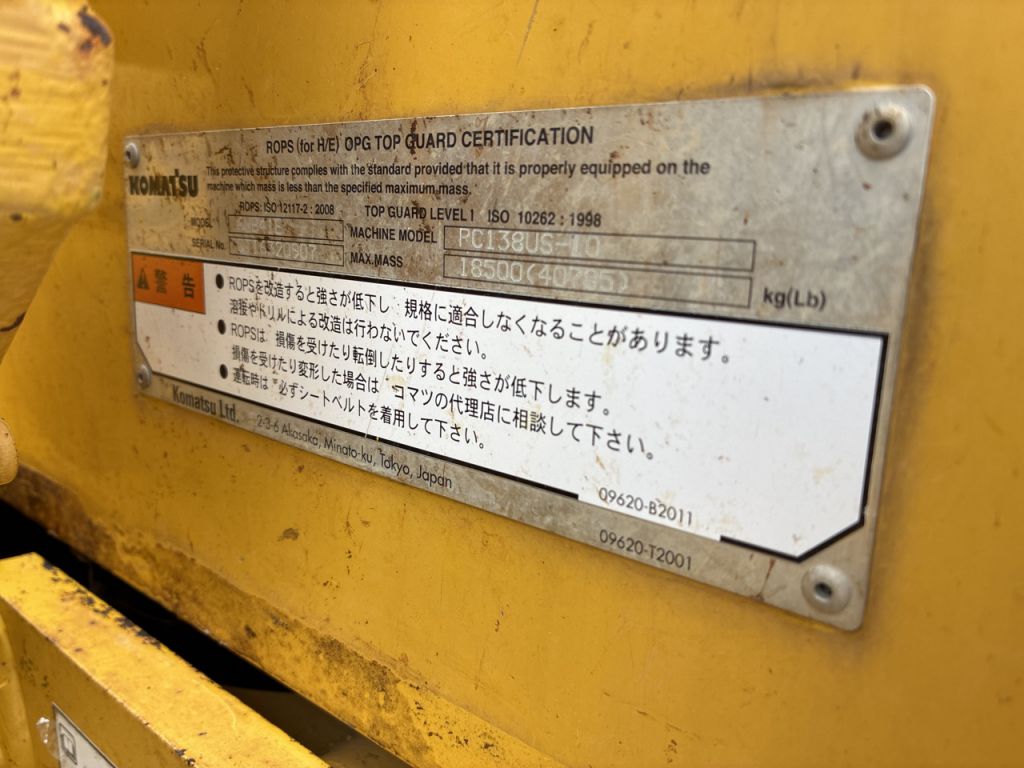 ROPS (for H/E) OPG TOP GUARD CERTIFICATION
This protective structure complies with the standard provided that it is properly equipped on the
machine which mass is less than the specified maximum mass.
KOMATSU
ROPS: ISO 12117-2 : 2008 TOP GUARD LEVEL1 ISO 10262 : 1998
MODEL MACHINE MODEL PC138US-10
SERIAL No. MAX.MASS 18500 kg(Lb)
警告
● ROPSを改造すると強さが低下し、規格に適合しなくなることがあります。
溶接やドリルによる改造は行わないでください。
● ROPSは、損傷を受けたり転倒したりすると強さが低下します。
損傷を受けたり変形した場合は、コマツの代理店に相談して下さい。
● 運転時は、必ずシートベルトを着用して下さい。
Komatsu Ltd.
2-3-6 Akasaka, Minato-ku, Tokyo, Japan
09620-B2011
09620-T2001